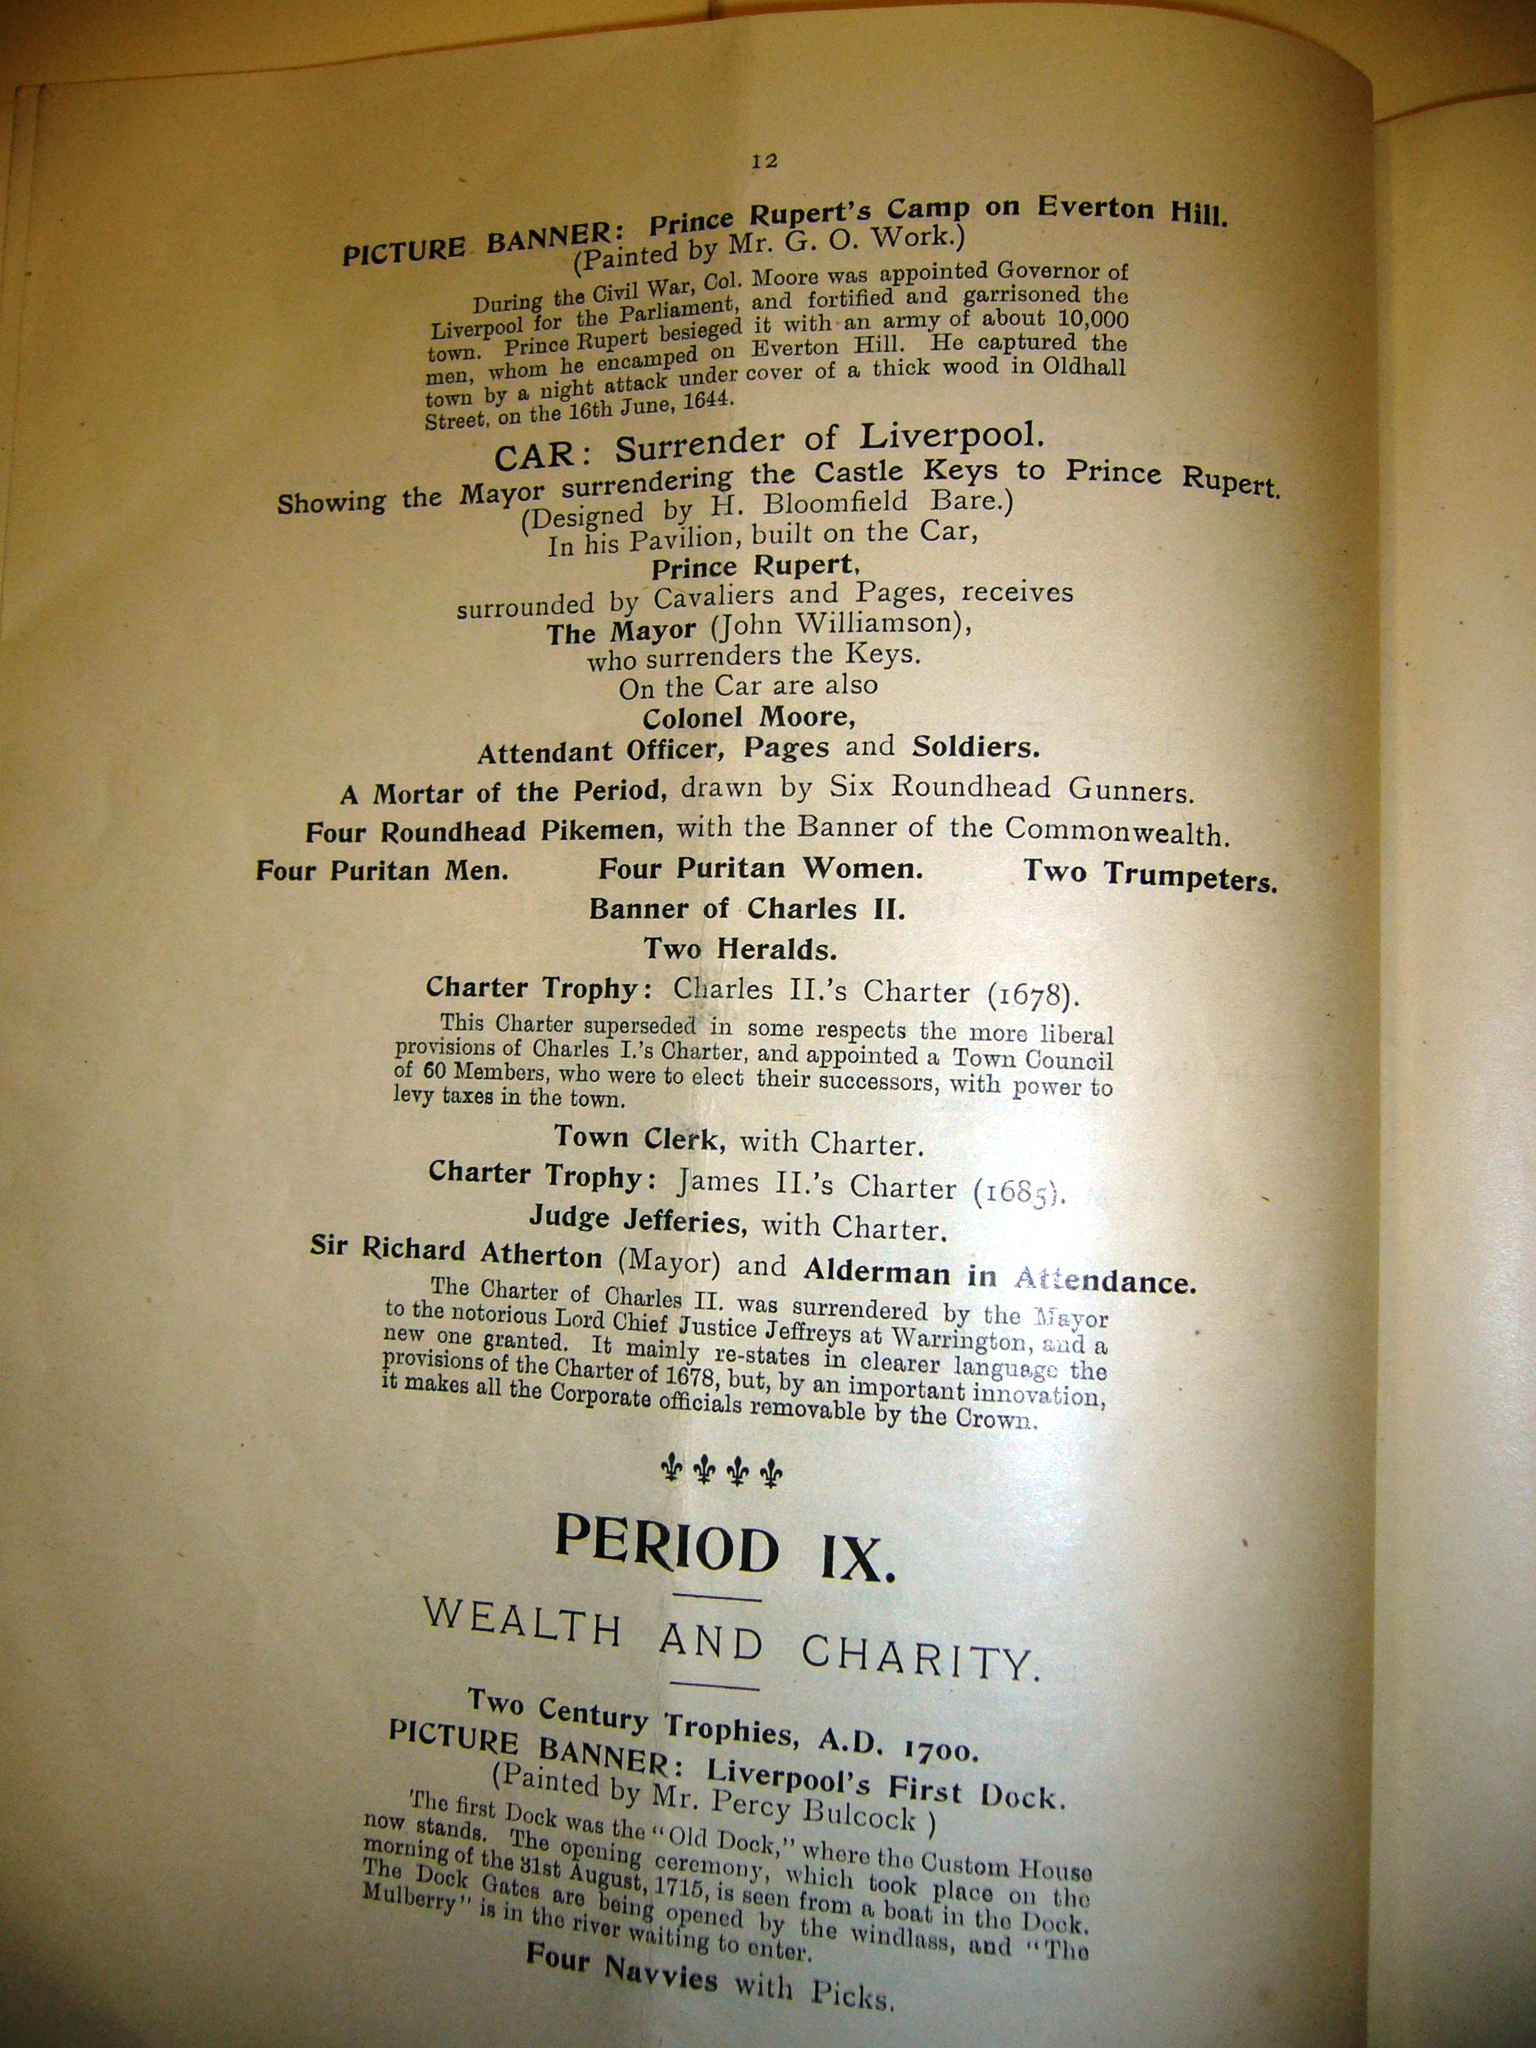 12
PICTURE BANNER: Prince Rupert's Camp on Everton Hill.
(Painted by Mr. G. O. Work.)
During the Civil War, Col. Moore was appointed Governor of
Liverpool for the Parliament, and fortified and garrisoned the
town. Prince Rupert besieged it with an army of about 10,000
men, whom he encamped on Everton Hill. He captured the
town by a night attack under cover of a thick wood in Oldhall
Street, on the 16th June, 1644.
CAR: Surrender of Liverpool.
Showing the Mayor surrendering the Castle Keys to Prince Rupert.
(Designed by H. Bloomfield Bare.)
In his Pavilion, built on the Car,
Prince Rupert,
surrounded by Cavaliers and Pages, receives
The Mayor (John Williamson),
who surrenders the Keys.
On the Car are also
Colonel Moore,
Attendant Officer, Pages and Soldiers.
A Mortar of the Period, drawn by Six Roundhead Gunners.
Four Roundhead Pikemen, with the Banner of the Commonwealth.
Four Puritan Men. Four Puritan Women. Two Trumpeters.
Banner of Charles II.
Two Heralds.
Charter Trophy: Charles II.'s Charter (1678).
This Charter superseded in some respects the more liberal
provisions of Charles I.'s Charter, and appointed a Town Council
of 60 Members, who were to elect their successors, with power to
levy taxes in the town.
Town Clerk, with Charter.
Charter Trophy: James II.'s Charter (1685).
Judge Jefferies, with Charter.
Sir Richard Atherton (Mayor) and Alderman in Attendance.
The Charter of Charles II. was surrendered by the Mayor
to the notorious Lord Chief Justice Jeffreys at Warrington, and a
new one granted. It mainly re-states in clearer language the
provisions of the Charter of 1678, but, by an important innovation,
it makes all the Corporate officials removable by the Crown.
PERIOD IX.
WEALTH AND CHARITY.
Two Century Trophies, A.D. 1700.
PICTURE BANNER: Liverpool's First Dock.
(Painted by Mr. Percy Bulcock )
The first Dock was the "Old Dock," where the Custom House
now stands. The opening ceremony, which took place on the
morning of the 31st August, 1715, is seen from a boat in the Dock.
The Dock Gates are being opened by the windlass, and "The
Mulberry" is in the river waiting to enter.
Four Navvies with Picks.